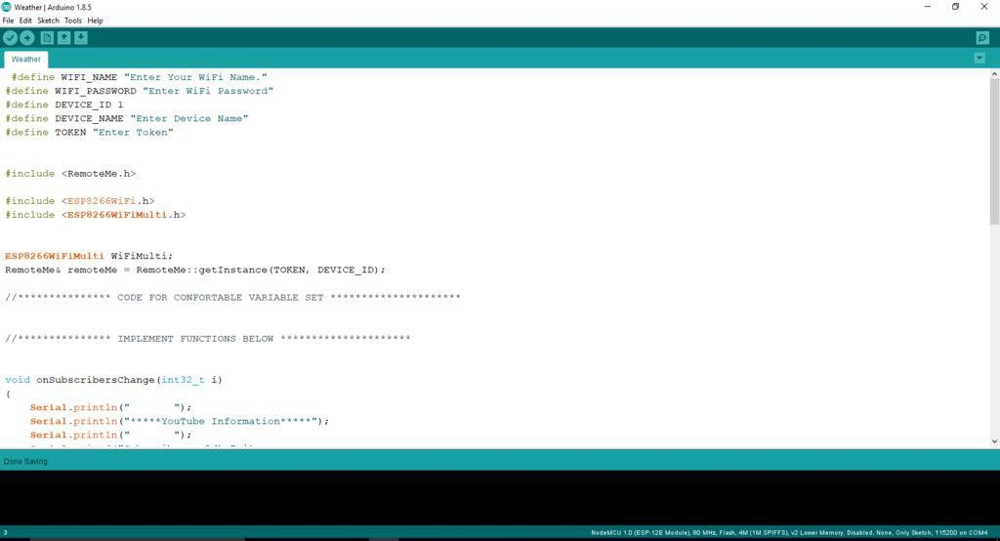 Weather | Arduino 1.8.5
File Edit Sketch Tools Help
Weather
#define WIFI_NAME "Enter Your WiFi Name."
#define WIFI_PASSWORD "Enter WiFi Password"
#define DEVICE_ID 1
#define DEVICE_NAME "Enter Device Name"
#define TOKEN "Enter Token"
#include <RemoteMe.h>
#include <ESP8266WiFi.h>
#include <ESP8266WiFiMulti.h>
ESP8266WiFiMulti WiFiMulti;
RemoteMe& remoteMe = RemoteMe::getInstance(TOKEN, DEVICE_ID);
//*************** CODE FOR CONFORTABLE VARIABLE SET *********************
//*************** IMPLEMENT FUNCTIONS BELOW *********************
void onSubscribersChange(int32_t i)
{
Serial.println("       ");
Serial.println("*****YouTube Information*****");
Serial.println("       ");
Done Saving.
3
NodeMCU 1.0 (ESP-12E Module), 80 MHz, Flash, 4M (1M SPIFFS), v2 Lower Memory, Disabled, None, Only Sketch, 115200 on COM4